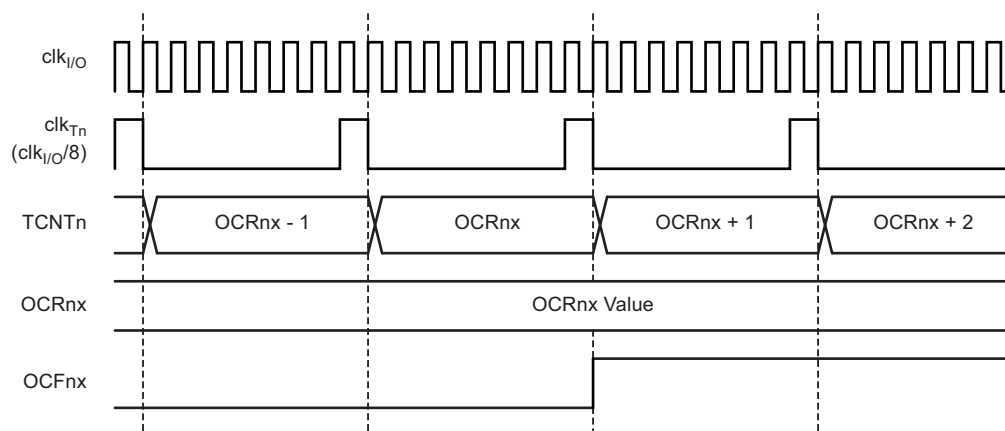 clkI/O
clkTn
(clkI/O/8)
TCNTn OCRnx - 1 OCRnx OCRnx + 1 OCRnx + 2
OCRnx OCRnx Value
OCFnx